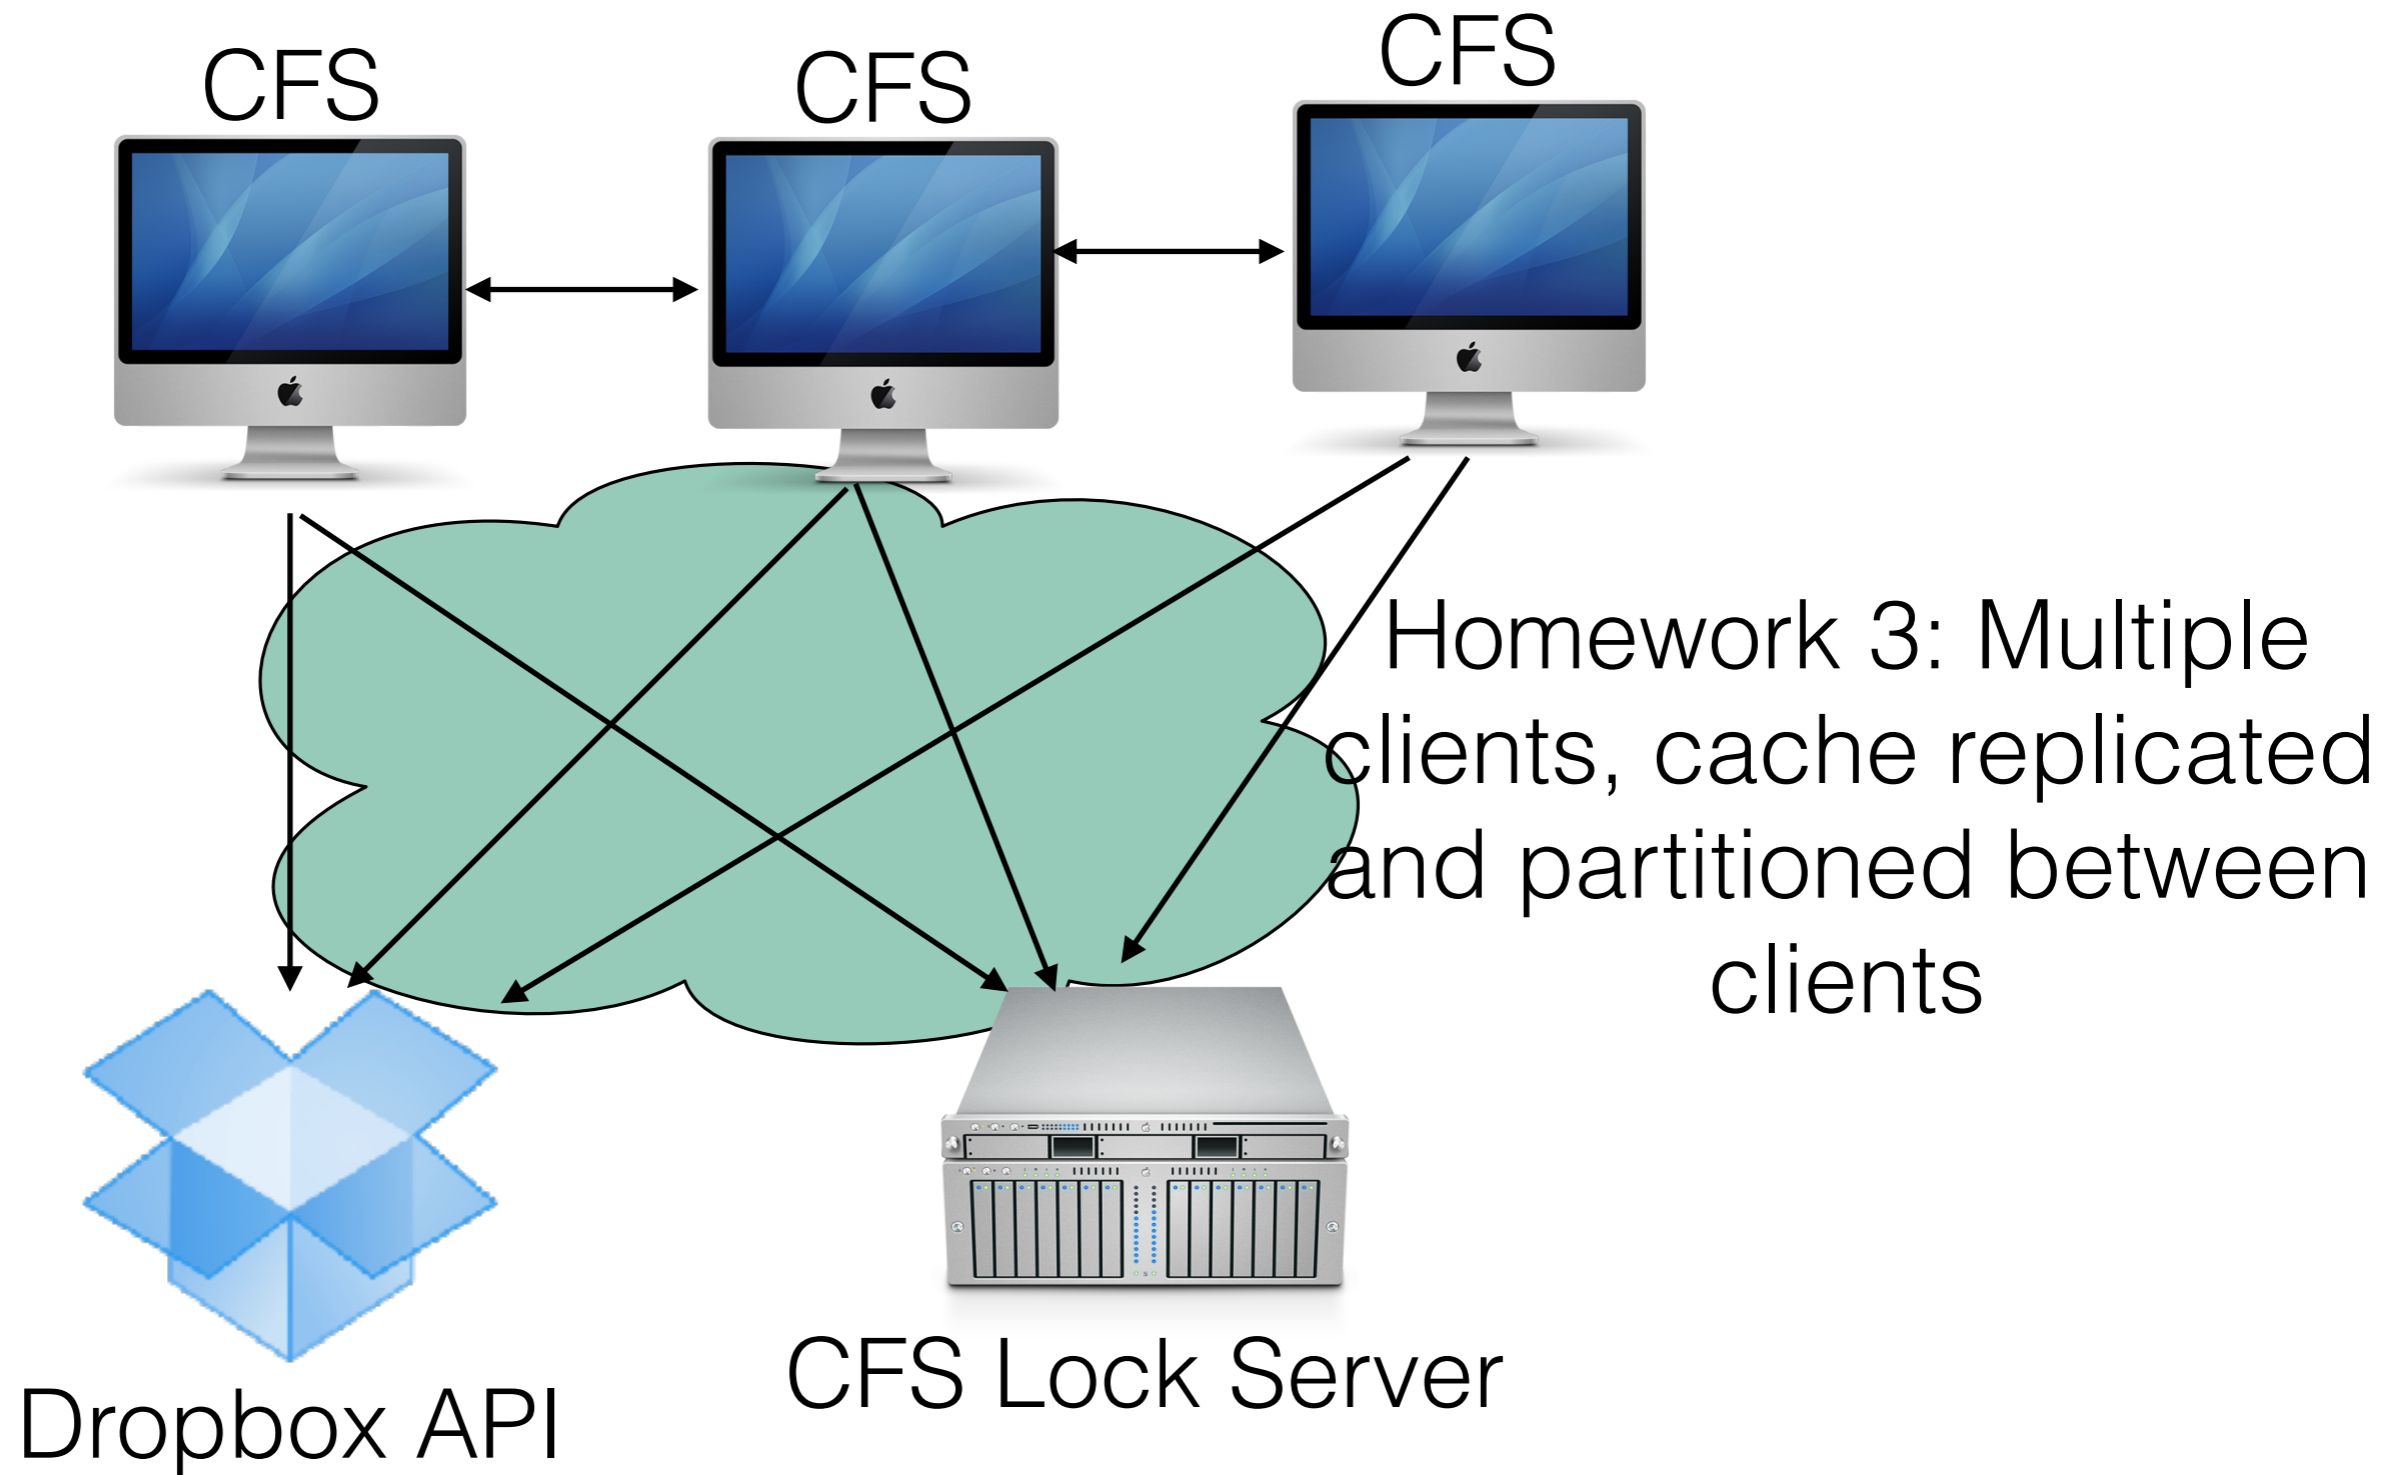 CFS
CFS
CFS
Homework 3: Multiple
clients, cache replicated
and partitioned between
clients
CFS Lock Server
Dropbox API